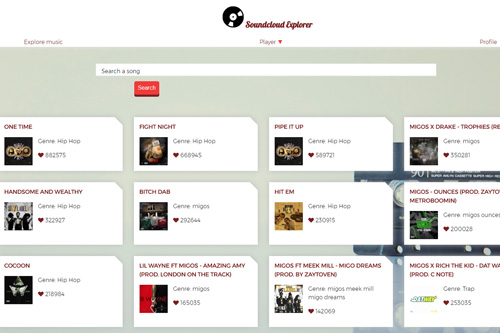 Soundcloud Explorer
Explore music
Player ▼
Profile
Search a song
Search
ONE TIME
Genre: Hip Hop
882575
FIGHT NIGHT
Genre: Hip Hop
668945
PIPE IT UP
Genre: Hip Hop
589721
MIGOS X DRAKE - TROPHIES (RE
Genre: migos
350281
HANDSOME AND WEALTHY
Genre: Hip Hop
322927
BITCH DAB
Genre: migos
292644
HIT EM
Genre: Hip Hop
230915
MIGOS - OUNCES (PROD. ZAYTO
METROBOOMIN)
Genre: migos ounces
200028
COCOON
Genre: Hip Hop
218984
LIL WAYNE FT MIGOS - AMAZING AMY
(PROD. LONDON ON THE TRACK)
Genre: migos
165035
MIGOS FT MEEK MILL - MIGO DREAMS
(PROD. BY ZAYTOVEN)
Genre: migos meek mill
migo dreams
142069
MIGOS X RICH THE KID - DAT WA
(PROD. C NOTE)
Genre: Trap
253035